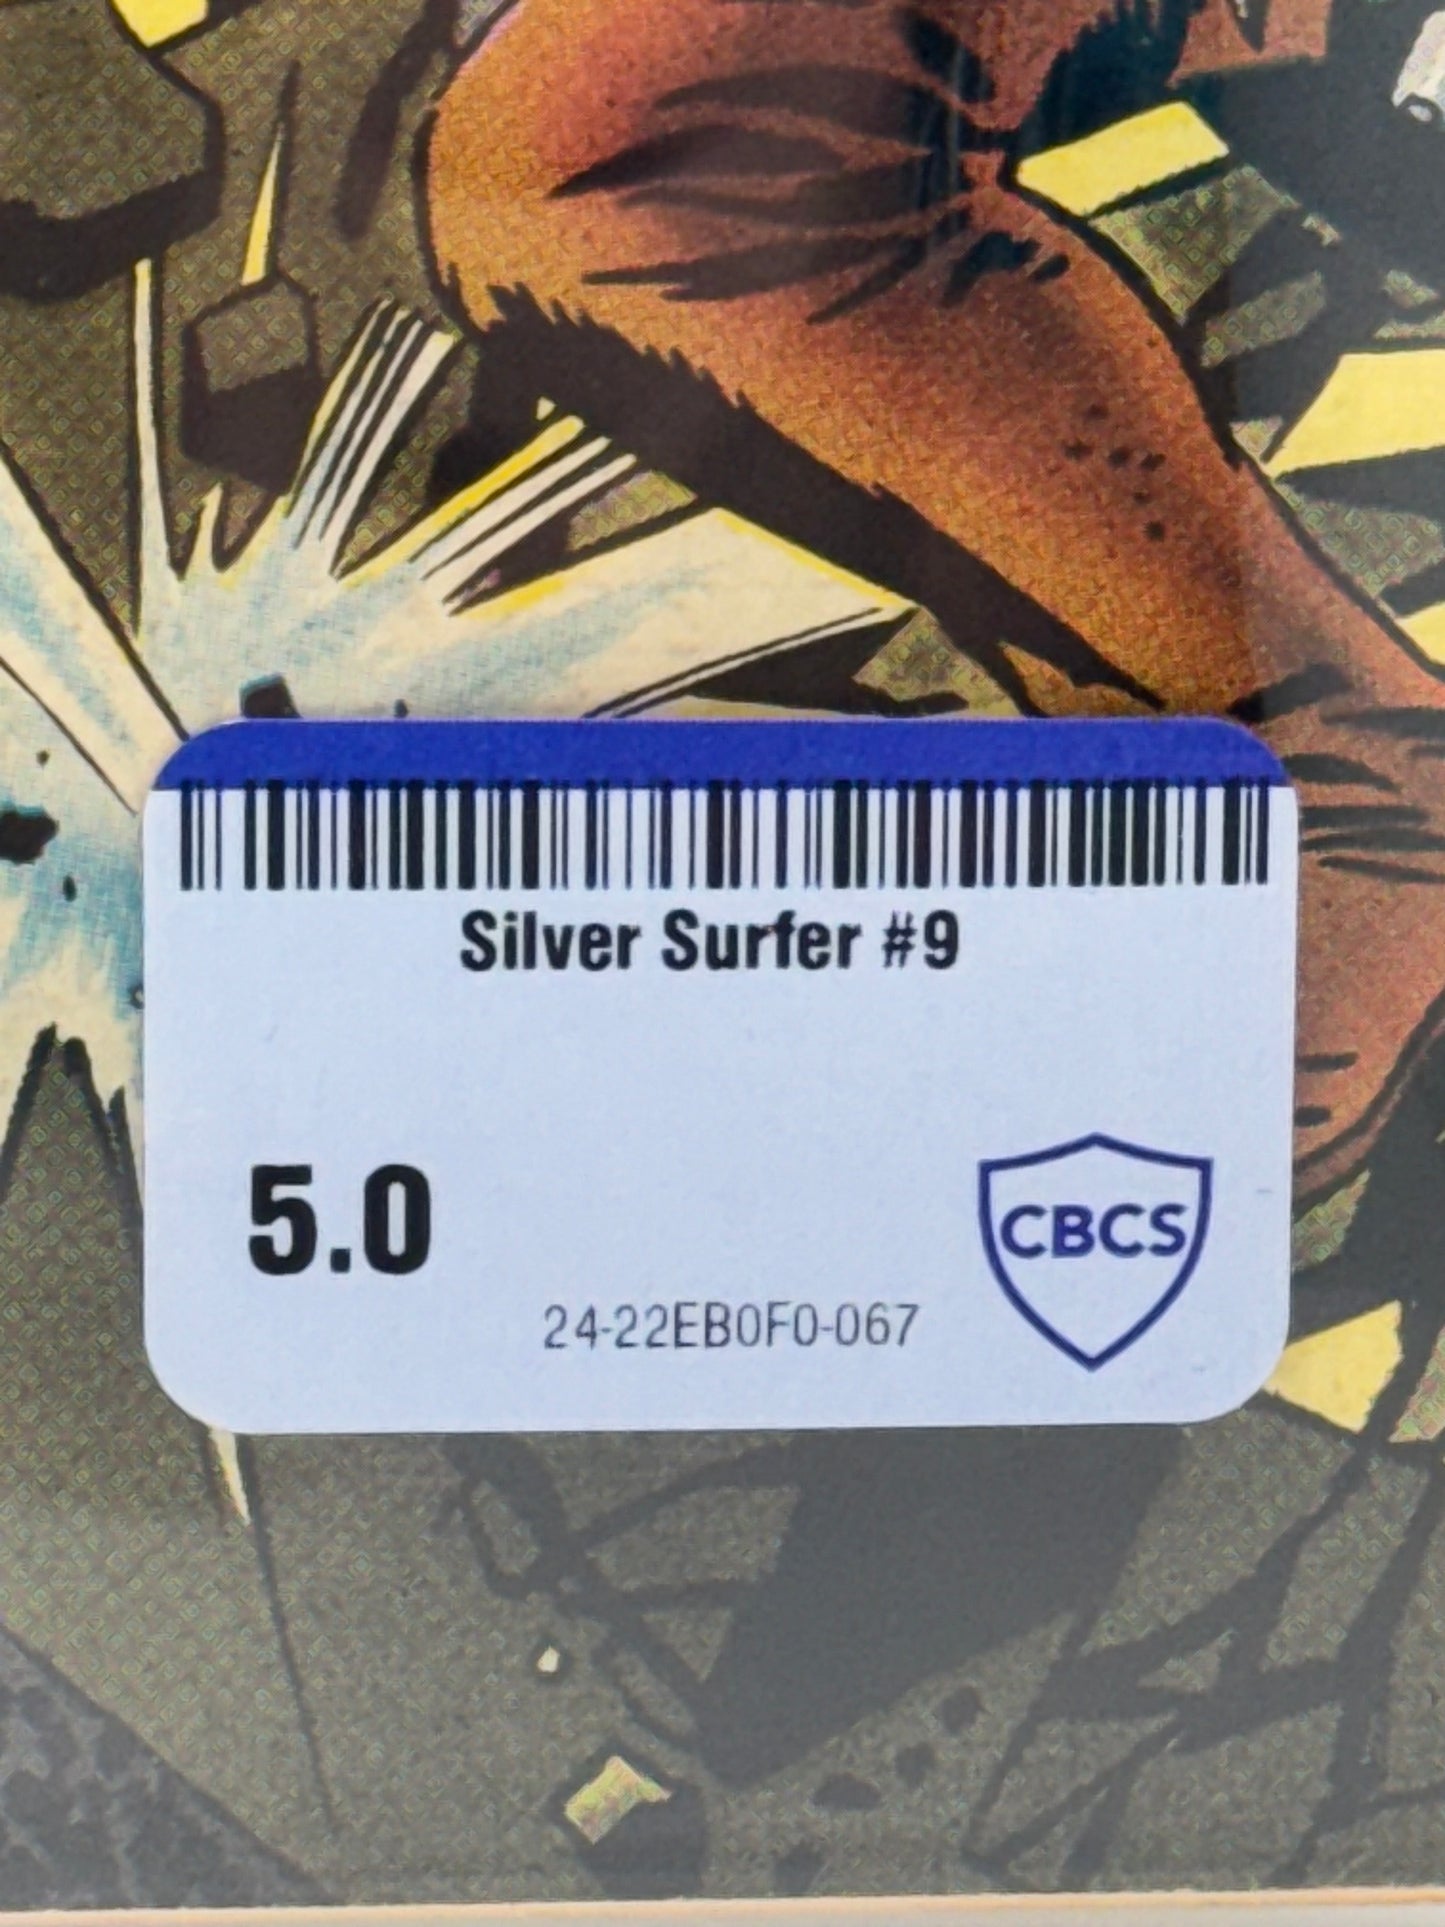 Silver Surfer #9
5.0
CBCS
24-22EB0F0-067